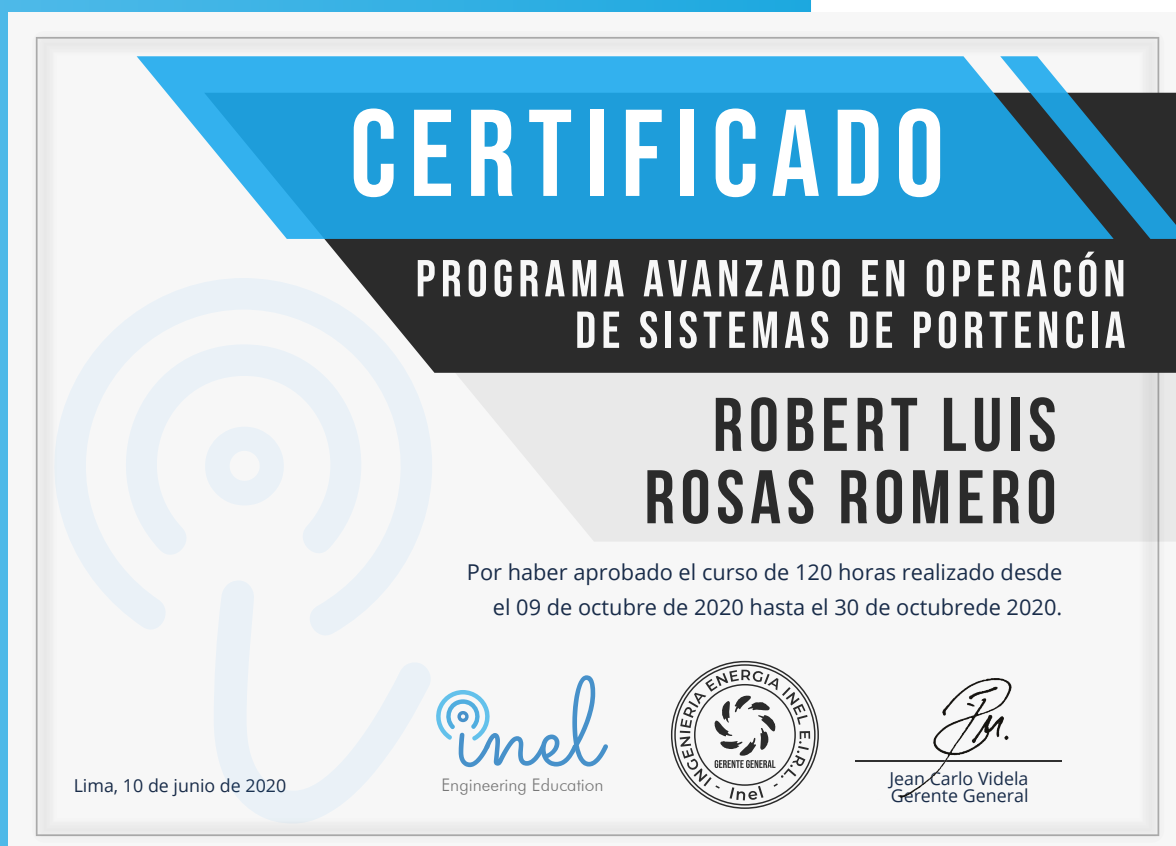 CERTIFICADO
PROGRAMA AVANZADO EN OPERACÓN
DE SISTEMAS DE PORTENCIA
ROBERT LUIS
ROSAS ROMERO
Por haber aprobado el curso de 120 horas realizado desde
el 09 de octubre de 2020 hasta el 30 de octubrede 2020.
Lima, 10 de junio de 2020
inel
Engineering Education
INGENIERIA ENERGIA INEL E.I.R.L.
GERENTE GENERAL
- Inel -
Jean Carlo Videla
Gerente General